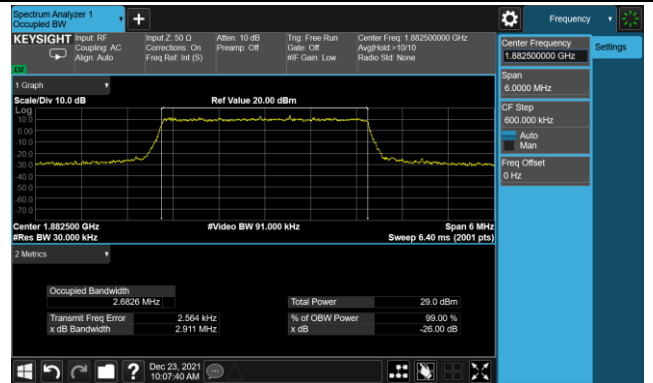 Spectrum Analyzer 1
Occupied BW
Frequency
KEYSIGHT
Input: RF
Coupling: AC
Align: Auto
Input Z: 50 Ω
Corrections: On
Freq Ref: Int (S)
Atten: 10 dB
Preamp: Off
Trig: Free Run
Gate: Off
#IF Gain: Low
Center Freq: 1.882500000 GHz
Avg|Hold:>10/10
Radio Std: None
Center Frequency
1.882500000 GHz
Settings
Span
6.0000 MHz
CF Step
600.000 kHz
Auto
Man
Freq Offset
0 Hz
1 Graph
Scale/Div 10.0 dB
Ref Value 20.00 dBm
Log
10.0
0.00
-10.0
-20.0
-30.0
-40.0
-50.0
-60.0
-70.0
Center 1.882500 GHz
#Video BW 91.000 kHz
Span 6 MHz
#Res BW 30.000 kHz
Sweep 6.40 ms (2001 pts)
2 Metrics
Occupied Bandwidth
2.6826 MHz
Total Power 29.0 dBm
Transmit Freq Error 2.564 kHz
% of OBW Power 99.00 %
x dB Bandwidth 2.911 MHz
x dB -26.00 dB
?
Dec 23, 2021
10:07:40 AM